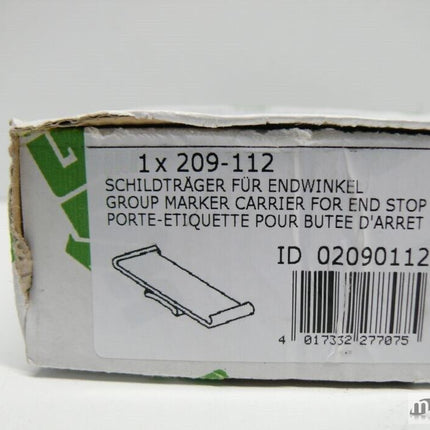 1 x 209-112
SCHILDTRÄGER FÜR ENDWINKEL
GROUP MARKER CARRIER FOR END STOP
PORTE-ETIQUETTE POUR BUTEE D'ARRET
ID 02090112
4 017332 277075